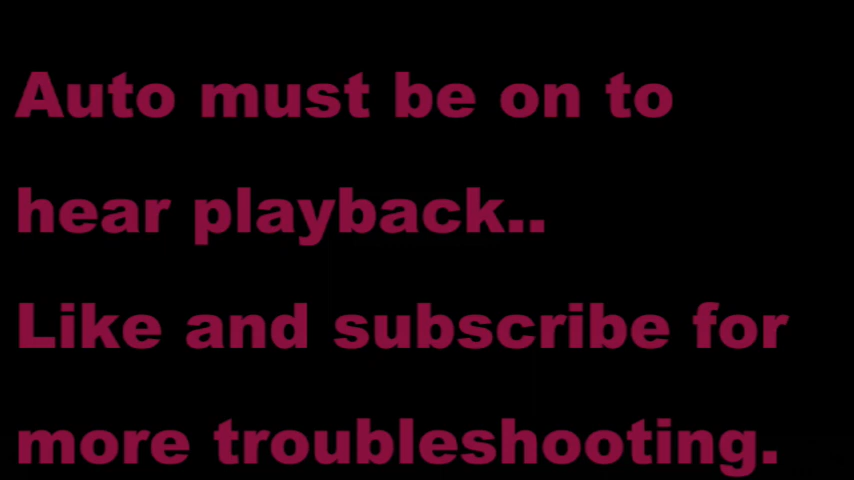 Auto must be on to
hear playback..
Like and subscribe for
more troubleshooting.